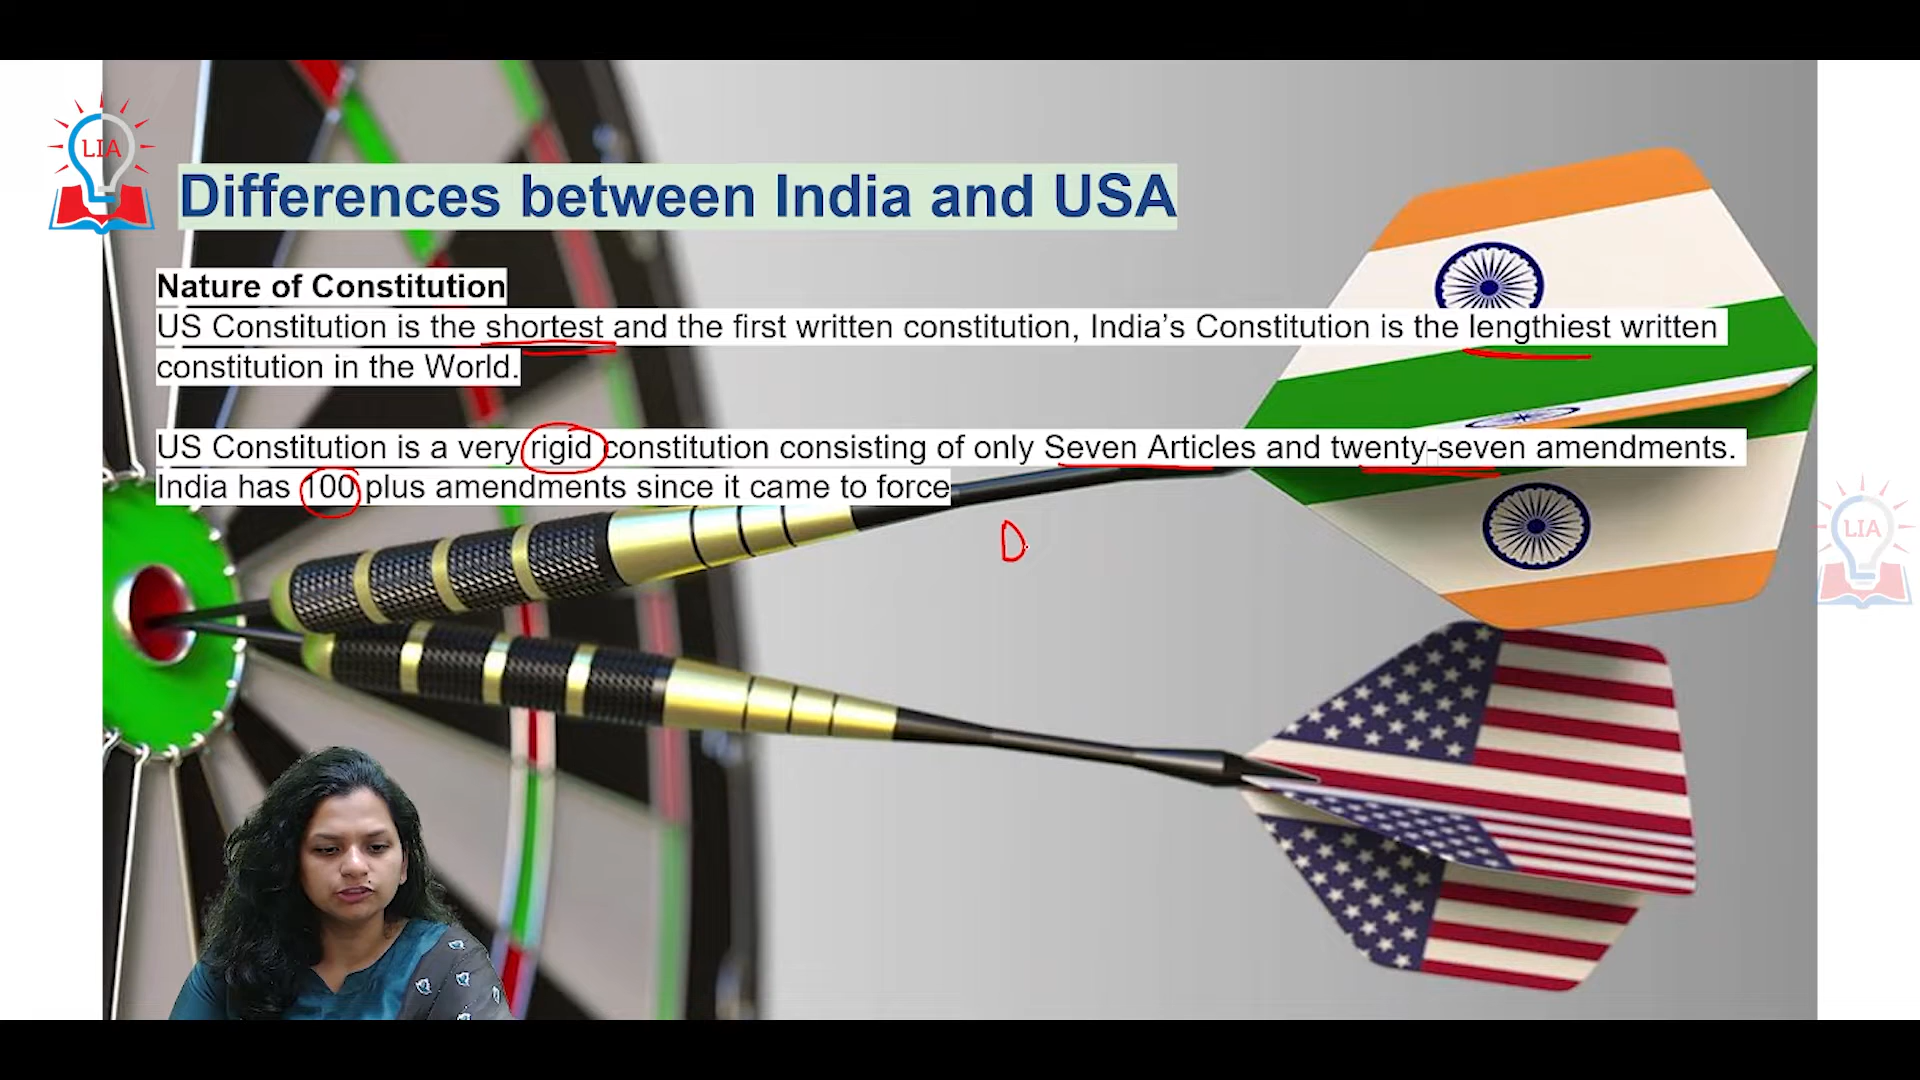 LIA
Differences between India and USA
Nature of Constitution
US Constitution is the shortest and the first written constitution, India’s Constitution is the lengthiest written
constitution in the World.
US Constitution is a very rigid constitution consisting of only Seven Articles and twenty-seven amendments.
India has 100 plus amendments since it came to force
D
LIA